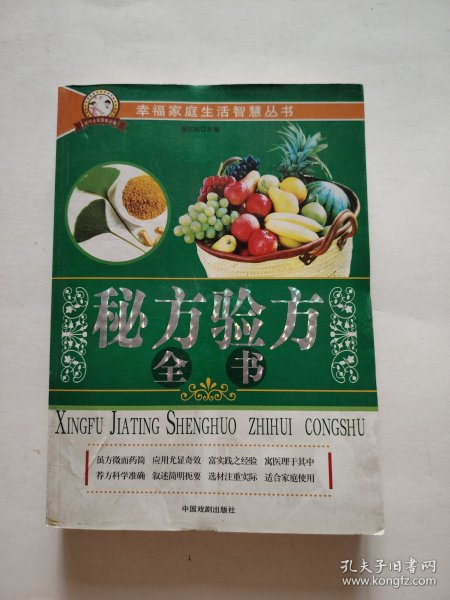 幸福家庭生活智慧丛书
秘方验方
全书
XINGFU JIATING SHENGHUO ZHIHUI CONGSHU
虽方微而药简 应用尤显奇效 富实践之经验 寓医理于其中
荐方科学准确 叙述简明扼要 选材注重实际 适合家庭使用
中国戏剧出版社
孔夫子旧书网
www.kongfz.com